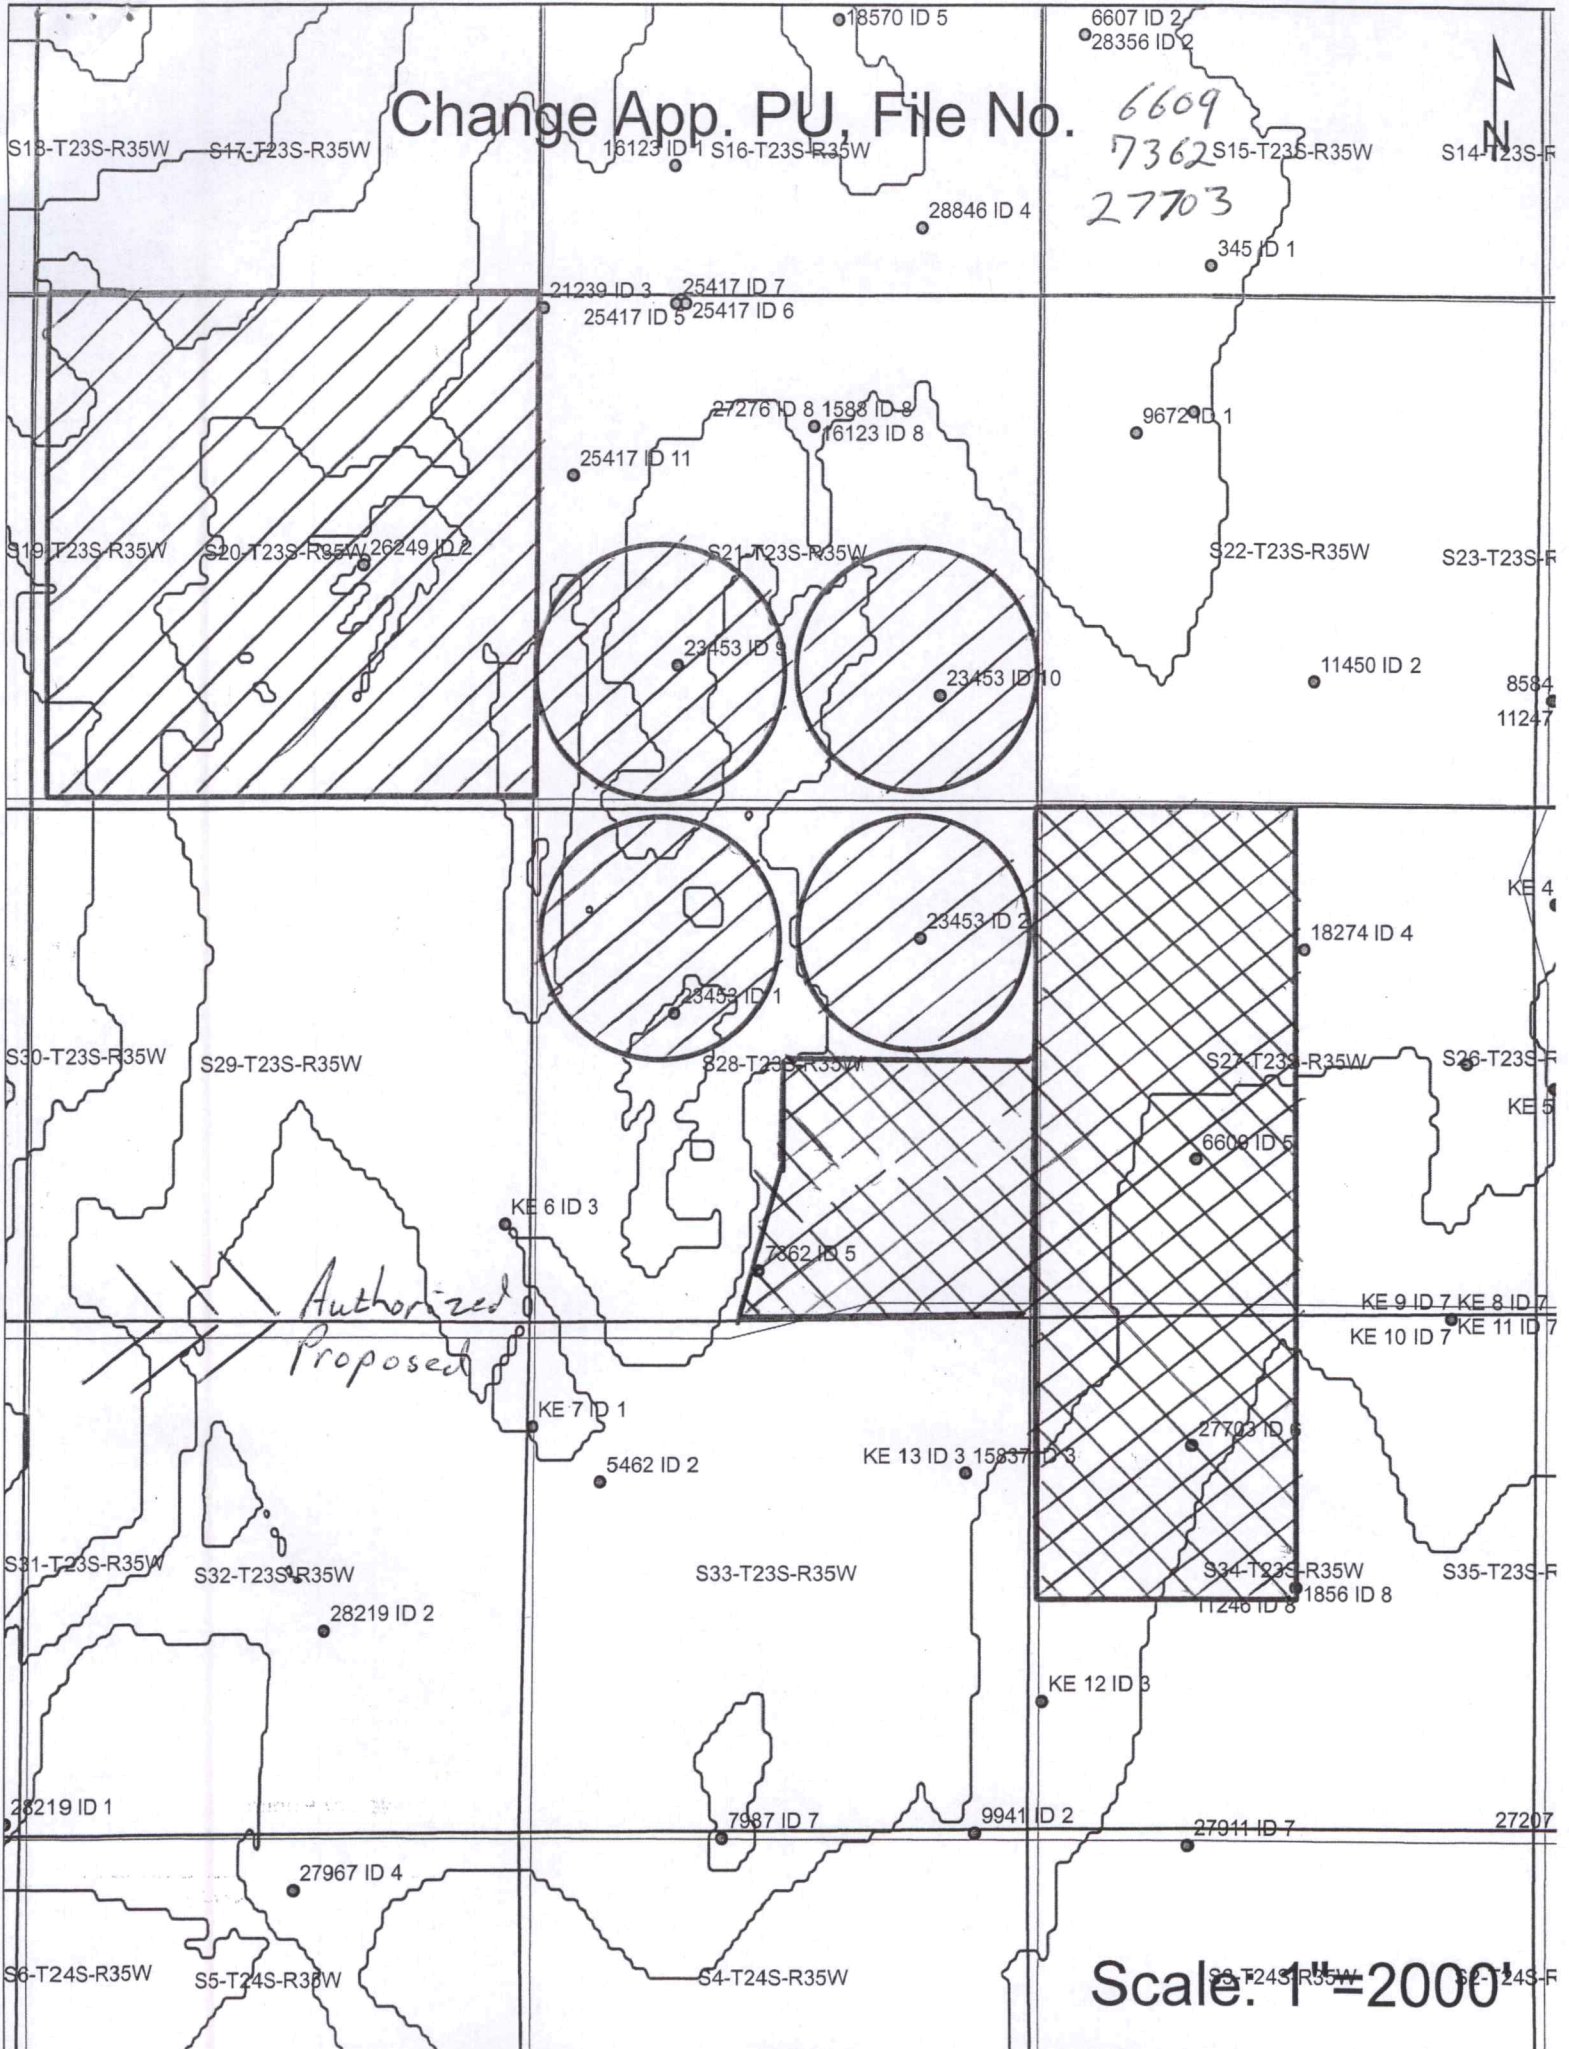 18570 ID 5
6607 ID 2
28356 ID 2
Change App. PU, File No. 6609
7362
27703
N
S18-T23S-R35W S17-T23S-R35W 16123 ID 1 S16-T23S-R35W S15-T23S-R35W S14-T23S-R
28846 ID 4
345 ID 1
21239 ID 3 25417 ID 7
25417 ID 5 25417 ID 6
27276 ID 8 1588 ID 8
16123 ID 8
9672 ID 1
25417 ID 11
S19-T23S-R35W S20-T23S-R35W 26249 ID 2 S21-T23S-R35W S22-T23S-R35W S23-T23S-R
23453 ID 9
23453 ID 10
11450 ID 2
8584
11247
KE 4
23453 ID 2
18274 ID 4
23453 ID 1
S30-T23S-R35W S29-T23S-R35W S28-T23S-R35W S27-T23S-R35W S26-T23S-R
KE 5
6609 ID 5
KE 6 ID 3
7362 ID 5
Authorized
Proposed
KE 9 ID 7 KE 8 ID 7
KE 10 ID 7 KE 11 ID 7
KE 7 ID 1
27703 ID 6
5462 ID 2
KE 13 ID 3 15837 ID 3
S31-T23S-R35W S32-T23S-R35W S33-T23S-R35W S34-T23S-R35W S35-T23S-R
1856 ID 8
11246 ID 8
28219 ID 2
KE 12 ID 3
28219 ID 1
7987 ID 7
9941 ID 2
27911 ID 7
27207
27967 ID 4
S6-T24S-R35W S5-T24S-R35W S4-T24S-R35W S3-T24S-R35W S2-T24S-R
Scale: 1"=2000'